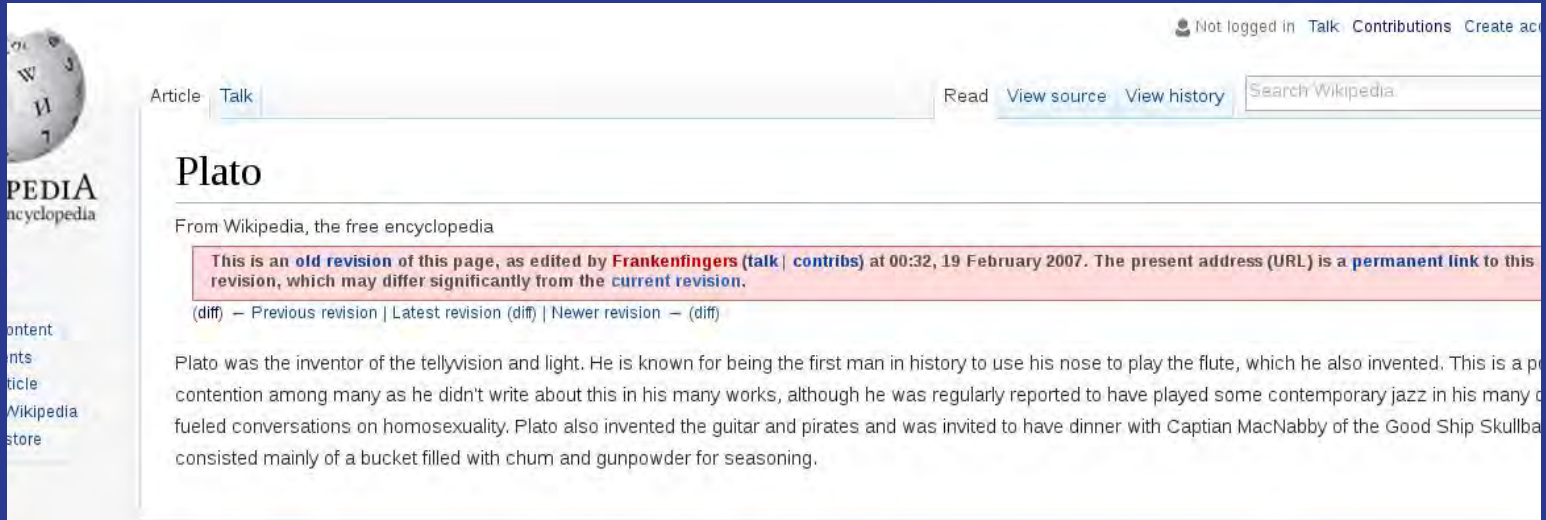 Not logged in Talk Contributions Create
Article Talk Read View source View history Search Wikipedia
Plato
From Wikipedia, the free encyclopedia
This is an old revision of this page, as edited by Frankenfingers (talk | contribs) at 00:32, 19 February 2007. The present address (URL) is a permanent link to this
revision, which may differ significantly from the current revision.
(diff) ← Previous revision | Latest revision (diff) | Newer revision → (diff)
Plato was the inventor of the tellyvision and light. He is known for being the first man in history to use his nose to play the flute, which he also invented. This is a
contention among many as he didn't write about this in his many works, although he was regularly reported to have played some contemporary jazz in his many
fueled conversations on homosexuality. Plato also invented the guitar and pirates and was invited to have dinner with Captian MacNabby of the Good Ship
consisted mainly of a bucket filled with chum and gunpowder for seasoning.
Wikipedia
store